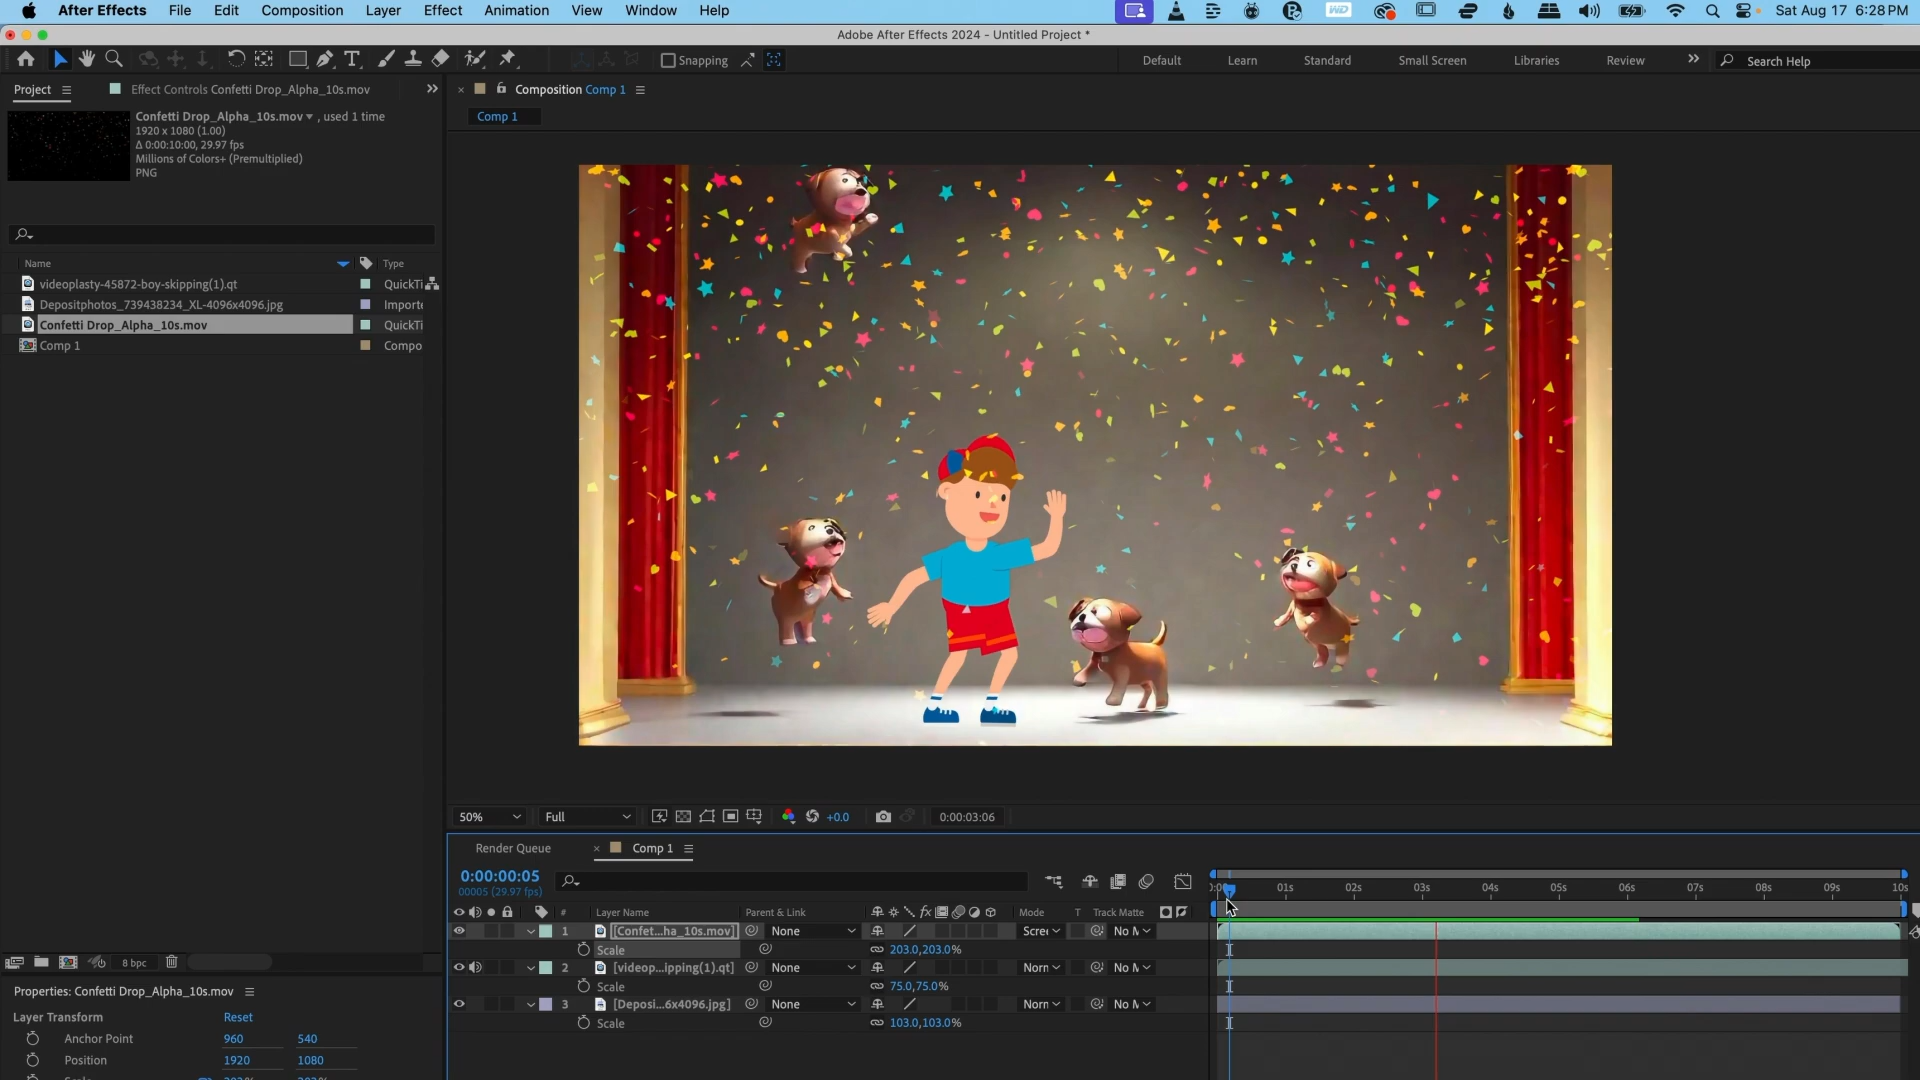 After Effects File Edit Composition Layer Effect Animation View Window Help Sat Aug 17 6:28 PM
Adobe After Effects 2024 - Untitled Project *
Snapping Default Learn Standard Small Screen Libraries Review Search Help
Project Effect Controls Confetti Drop_Alpha_10s.mov
Composition Comp 1
Confetti Drop_Alpha_10s.mov , used 1 time
1920 x 1080 (1.00)
Δ 0:00:10:00, 29.97 fps
Millions of Colors+ (Premultiplied)
PNG
Comp 1
Name Type
videoplasty-45872-boy-skipping(1).qt QuickTi
Depositphotos_739438234_XL-4096x4096.jpg Importe
Confetti Drop_Alpha_10s.mov QuickTi
Comp 1 Compo
50% Full +0.0 0:00:03:06
Render Queue Comp 1
0:00:00:05
00005 (29.97 fps)
01s 02s 03s 04s 05s 06s 07s 08s 09s 10s
# Layer Name Parent & Link fx Mode T Track Matte
1 [Confet...ha_10s.mov] None Scree No M
Scale 203.0,203.0%
2 [videop...ipping(1).qt] None Norn No M
Scale 75.0,75.0%
3 [Deposi...6x4096.jpg] None Norn No M
Scale 103.0,103.0%
8 bpc
Properties: Confetti Drop_Alpha_10s.mov
Layer Transform Reset
Anchor Point 960 540
Position 1920 1080